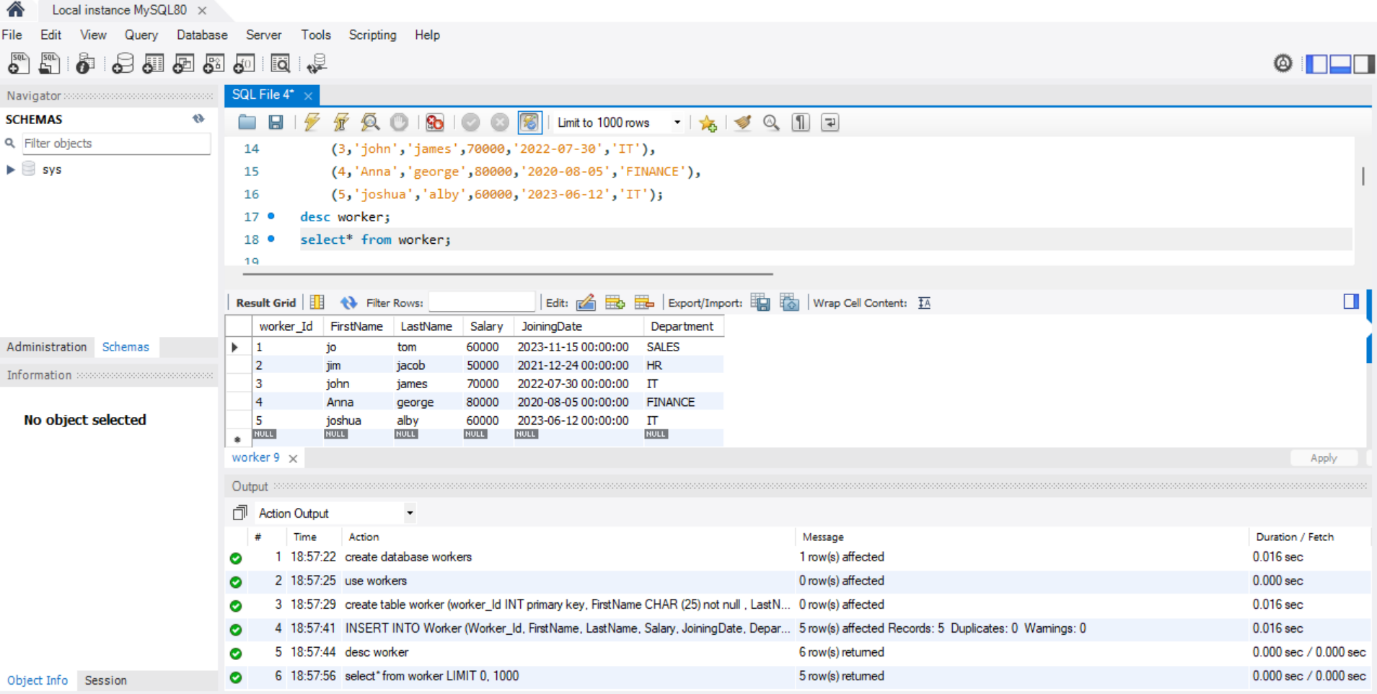 Local instance MySQL80 ×
File Edit View Query Database Server Tools Scripting Help
Navigator
SCHEMAS
Filter objects
sys
Administration Schemas
Information
No object selected
Object Info Session
SQL File 4* ×
Limit to 1000 rows
14 (3,'john','james',70000,'2022-07-30','IT'),
15 (4,'Anna','george',80000,'2020-08-05','FINANCE'),
16 (5,'joshua','alby',60000,'2023-06-12','IT');
17 desc worker;
18 select* from worker;
19
Result Grid Filter Rows: Edit: Export/Import: Wrap Cell Content:
worker_Id FirstName LastName Salary JoiningDate Department
1 jo tom 60000 2023-11-15 00:00:00 SALES
2 jim jacob 50000 2021-12-24 00:00:00 HR
3 john james 70000 2022-07-30 00:00:00 IT
4 Anna george 80000 2020-08-05 00:00:00 FINANCE
5 joshua alby 60000 2023-06-12 00:00:00 IT
NULL NULL NULL NULL NULL NULL
worker 9 × Apply
Output
Action Output
# Time Action Message Duration / Fetch
1 18:57:22 create database workers 1 row(s) affected 0.016 sec
2 18:57:25 use workers 0 row(s) affected 0.000 sec
3 18:57:29 create table worker (worker_Id INT primary key, FirstName CHAR (25) not null , LastN... 0 row(s) affected 0.016 sec
4 18:57:41 INSERT INTO Worker (Worker_Id, FirstName, LastName, Salary, JoiningDate, Depar... 5 row(s) affected Records: 5 Duplicates: 0 Warnings: 0 0.016 sec
5 18:57:44 desc worker 6 row(s) returned 0.000 sec / 0.000 sec
6 18:57:56 select* from worker LIMIT 0, 1000 5 row(s) returned 0.000 sec / 0.000 sec